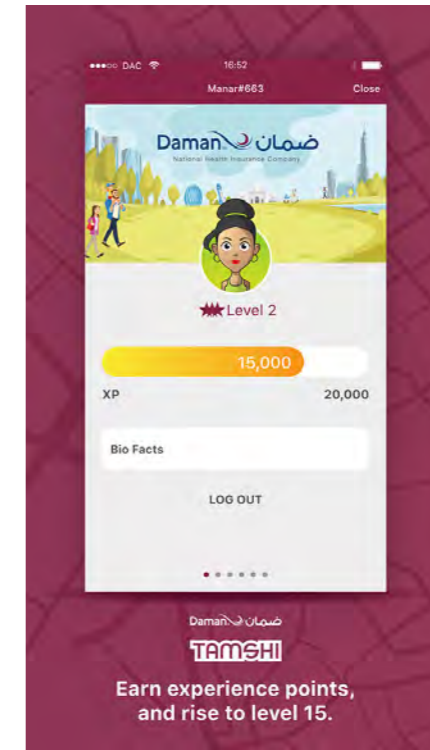 DAC 16:52
Manar#663 Close
Daman ضمان
National Health Insurance Company
Level 2
15,000
XP 20,000
Bio Facts
LOG OUT
Daman ضمان
TAMSHI
Earn experience points,
and rise to level 15.